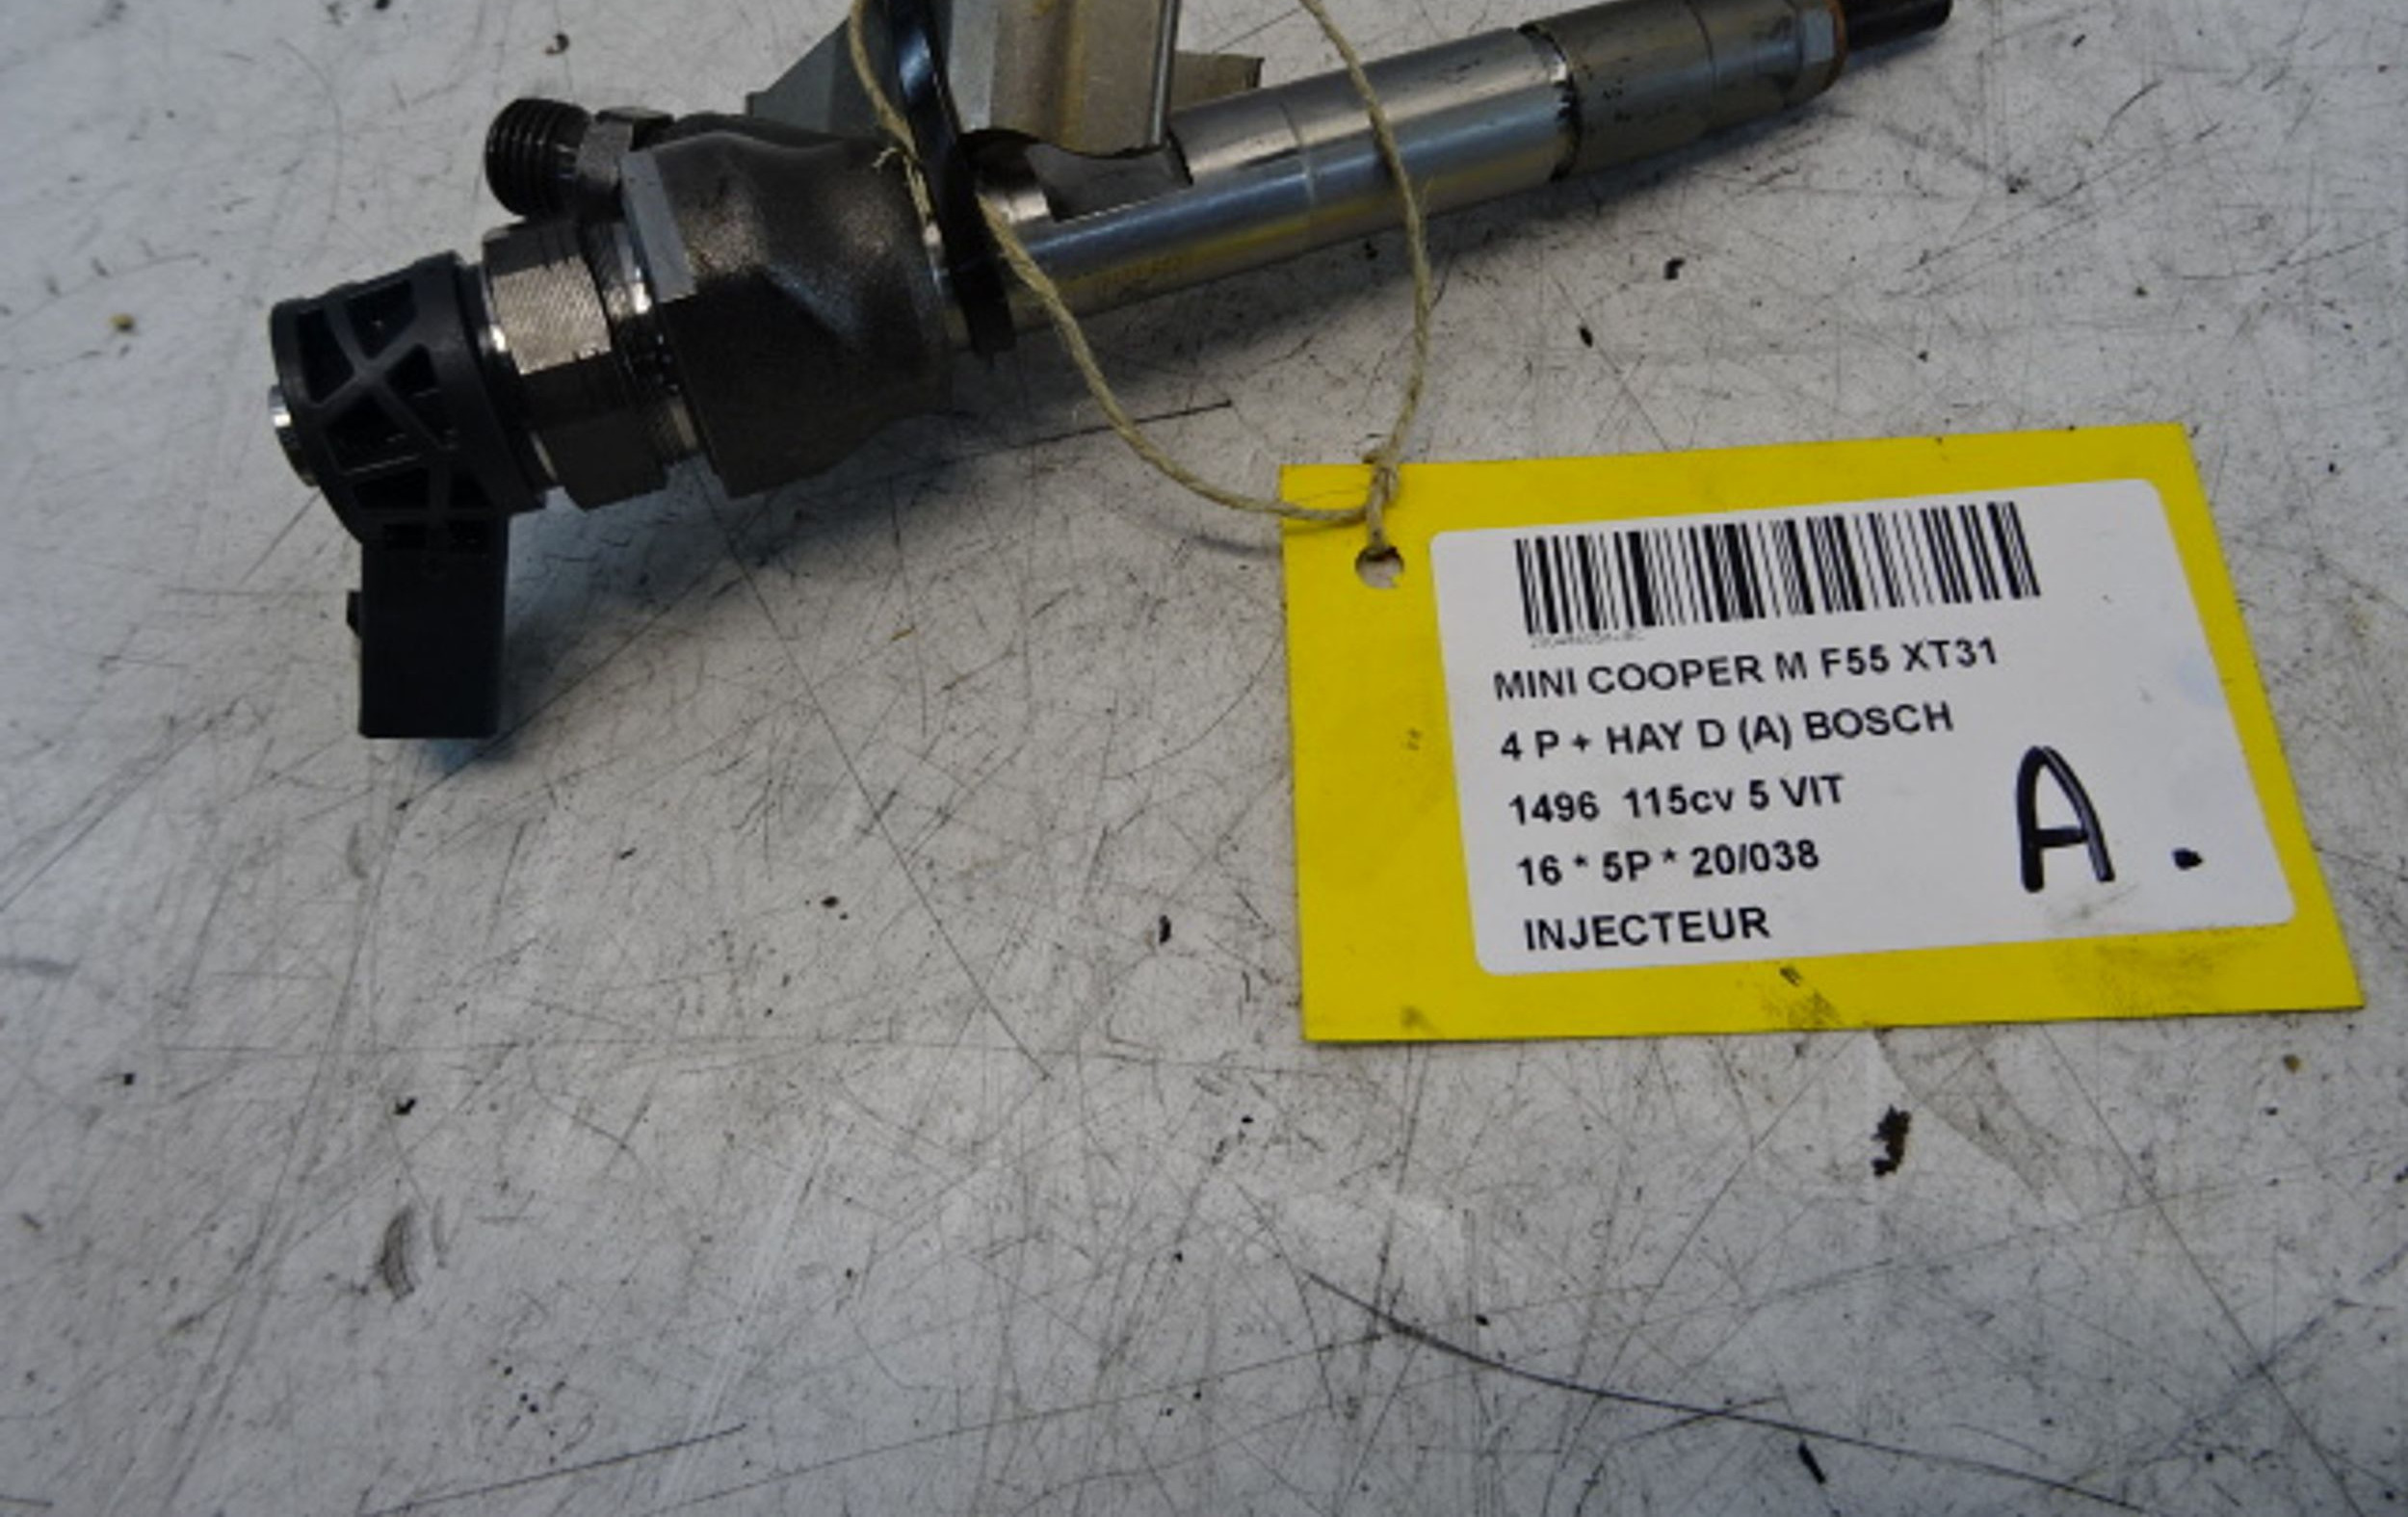 MINI COOPER M F55 XT31
4 P + HAY D (A) BOSCH
1496 115cv 5 VIT
16 * 5P * 20/038
INJECTEUR
A.